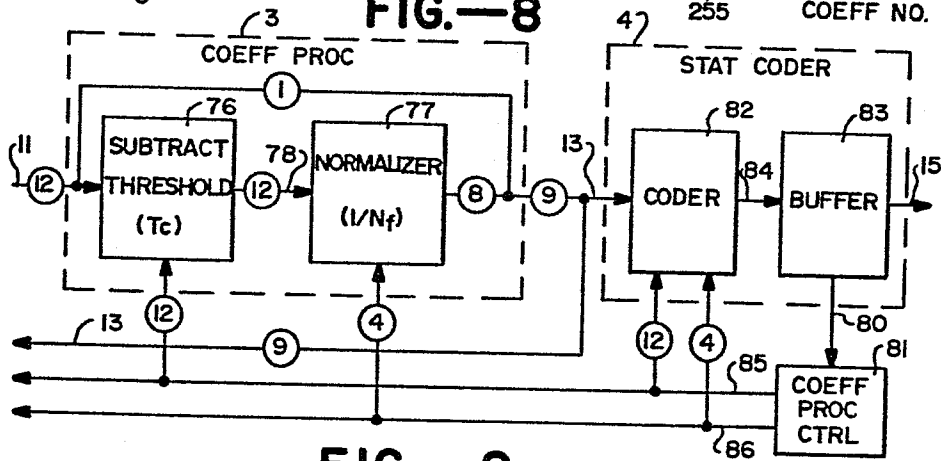 FIG.—8
255
COEFF NO.
3
COEFF PROC
1
76
77
11
12
SUBTRACT
THRESHOLD
(Tc)
12
78
NORMALIZER
(1/Nf)
8
9
13
4
STAT CODER
82
83
CODER
84
BUFFER
15
12
4
12
4
80
13
9
85
81
COEFF
PROC
CTRL
86